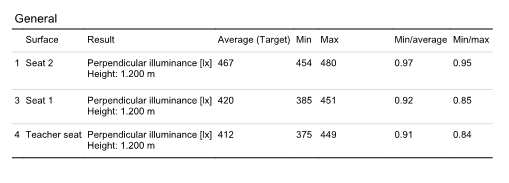 General
Surface Result Average (Target) Min Max Min/average Min/max
1 Seat 2 Perpendicular illuminance [lx] 467 454 480 0.97 0.95
Height: 1.200 m
3 Seat 1 Perpendicular illuminance [lx] 420 385 451 0.92 0.85
Height: 1.200 m
4 Teacher seat Perpendicular illuminance [lx] 412 375 449 0.91 0.84
Height: 1.200 m